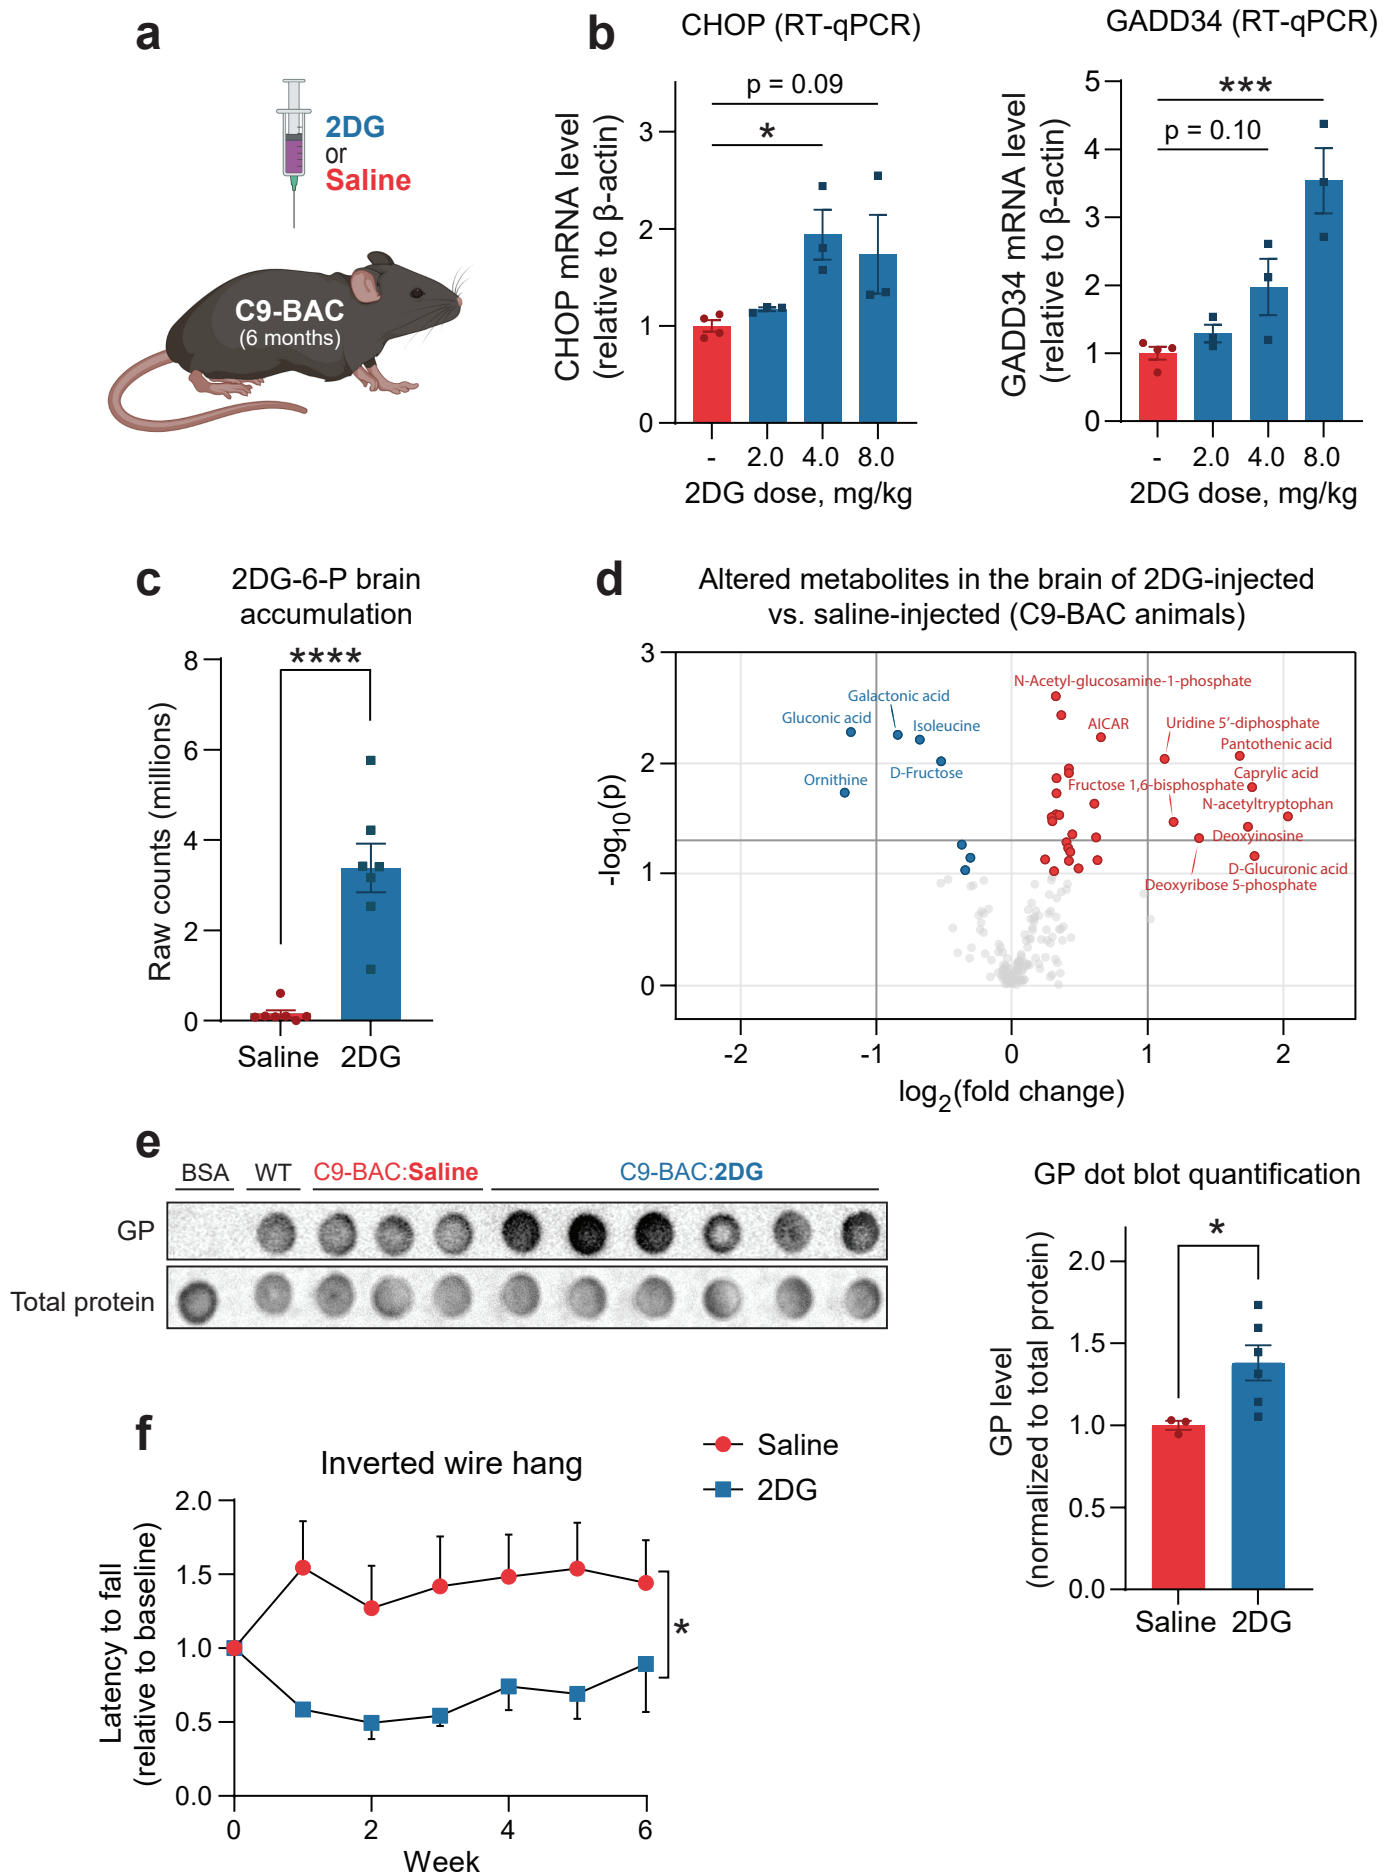 a
2DG
or
Saline
C9-BAC
(6 months)
b
CHOP (RT-qPCR)
CHOP mRNA level
(relative to β-actin)
3
2
1
0
p = 0.09
*
- 2.0 4.0 8.0
2DG dose, mg/kg
GADD34 (RT-qPCR)
GADD34 mRNA level
(relative to β-actin)
5
4
3
2
1
0
***
p = 0.10
- 2.0 4.0 8.0
2DG dose, mg/kg
c
2DG-6-P brain
accumulation
Raw counts (millions)
8
6
4
2
0
****
Saline 2DG
d
Altered metabolites in the brain of 2DG-injected
vs. saline-injected (C9-BAC animals)
-log10(p)
3
2
1
0
N-Acetyl-glucosamine-1-phosphate
Galactonic acid
Gluconic acid
Isoleucine
AICAR
Uridine 5’-diphosphate
Pantothenic acid
D-Fructose
Ornithine
Caprylic acid
Fructose 1,6-bisphosphate
N-acetyltryptophan
Deoxyinosine
D-Glucuronic acid
Deoxyribose 5-phosphate
-2 -1 0 1 2
log2(fold change)
e
BSA WT C9-BAC:Saline C9-BAC:2DG
GP
Total protein
GP dot blot quantification
GP level
(normalized to total protein)
2.0
1.5
1.0
0.5
0.0
*
Saline 2DG
f
Inverted wire hang
Saline
2DG
Latency to fall
(relative to baseline)
2.0
1.5
1.0
0.5
0.0
*
0 2 4 6
Week